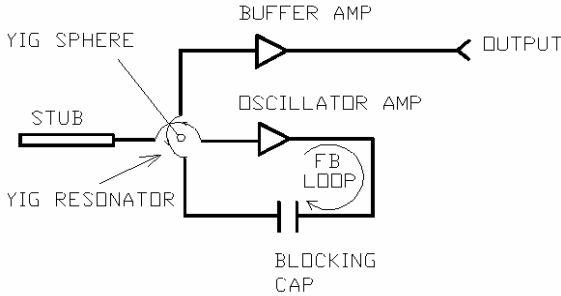 BUFFER AMP
YIG SPHERE
OUTPUT
OSCILLATOR AMP
STUB
FB
LOOP
YIG RESONATOR
BLOCKING
CAP